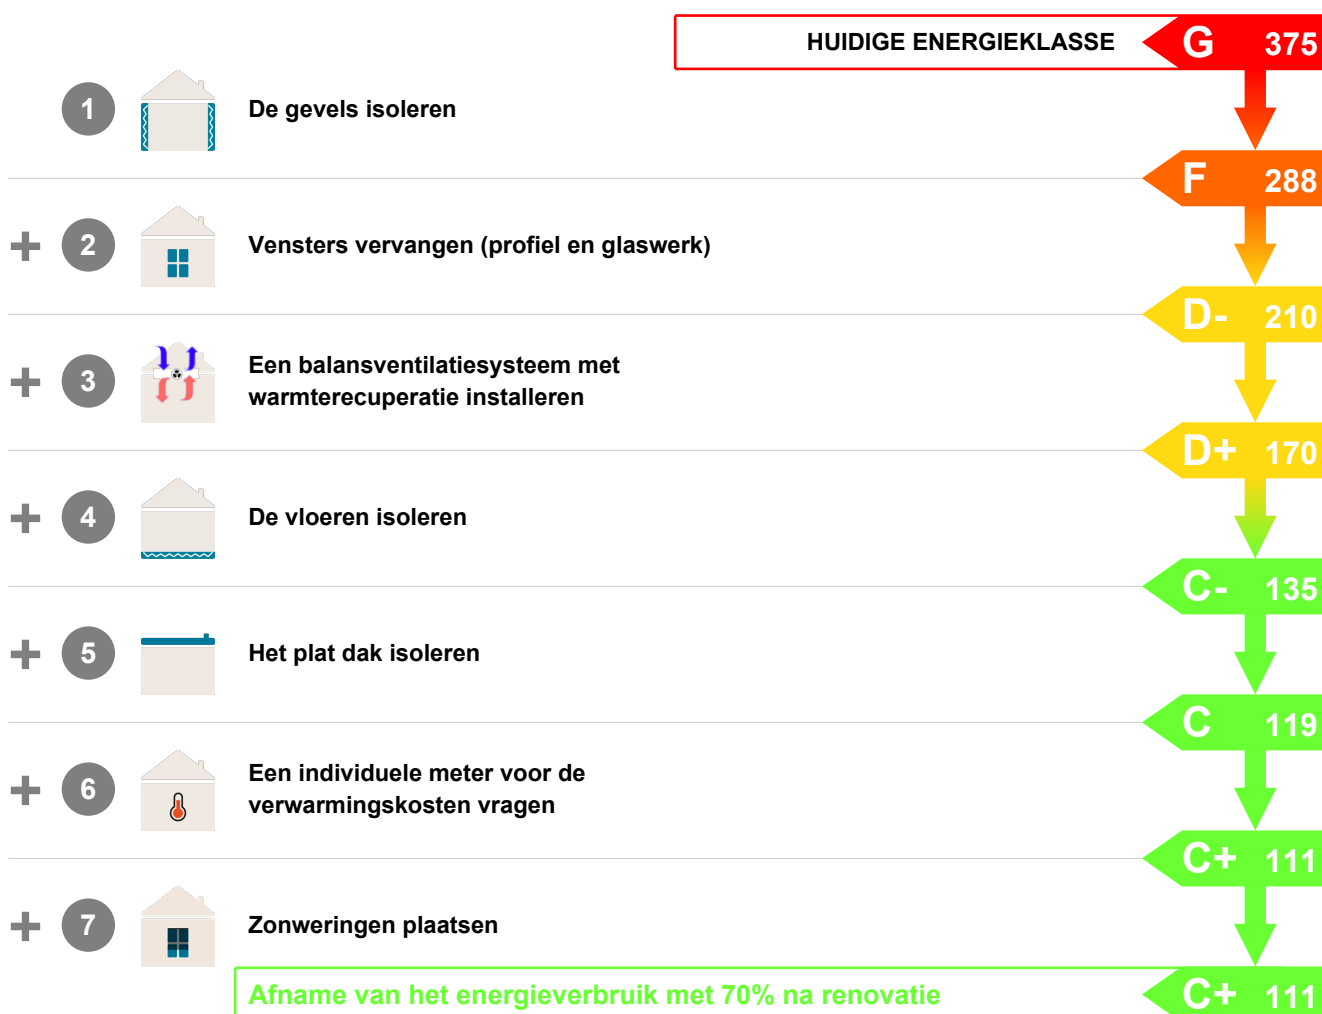 HUIDIGE ENERGIEKLASSE G 375
1 De gevels isoleren
F 288
+ 2 Vensters vervangen (profiel en glaswerk)
D- 210
+ 3 Een balansventilatiesysteem met
warmterecuperatie installeren
D+ 170
+ 4 De vloeren isoleren
C- 135
+ 5 Het plat dak isoleren
C 119
+ 6 Een individuele meter voor de
verwarmingskosten vragen
C+ 111
+ 7 Zonweringen plaatsen
Afname van het energieverbruik met 70% na renovatie C+ 111